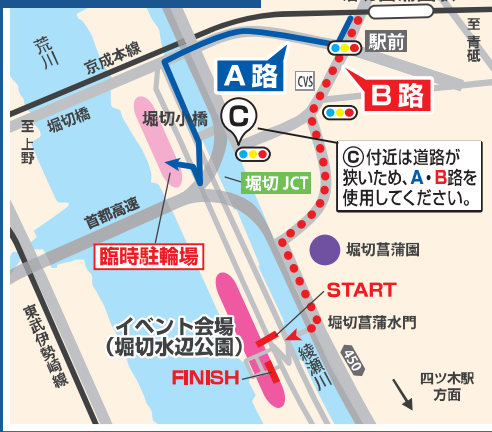 至青砥
荒川
京成本線
駅前
A路
CVS
B路
堀切橋
堀切小橋
C
至上野
Ⓒ付近は道路が
狭いため、A・B路を
使用してください。
堀切JCT
首都高速
臨時駐輪場
堀切菖蒲園
START
イベント会場
(堀切水辺公園)
堀切菖蒲水門
FINISH
綾瀬川
450
東武伊勢崎線
四ツ木駅
方面